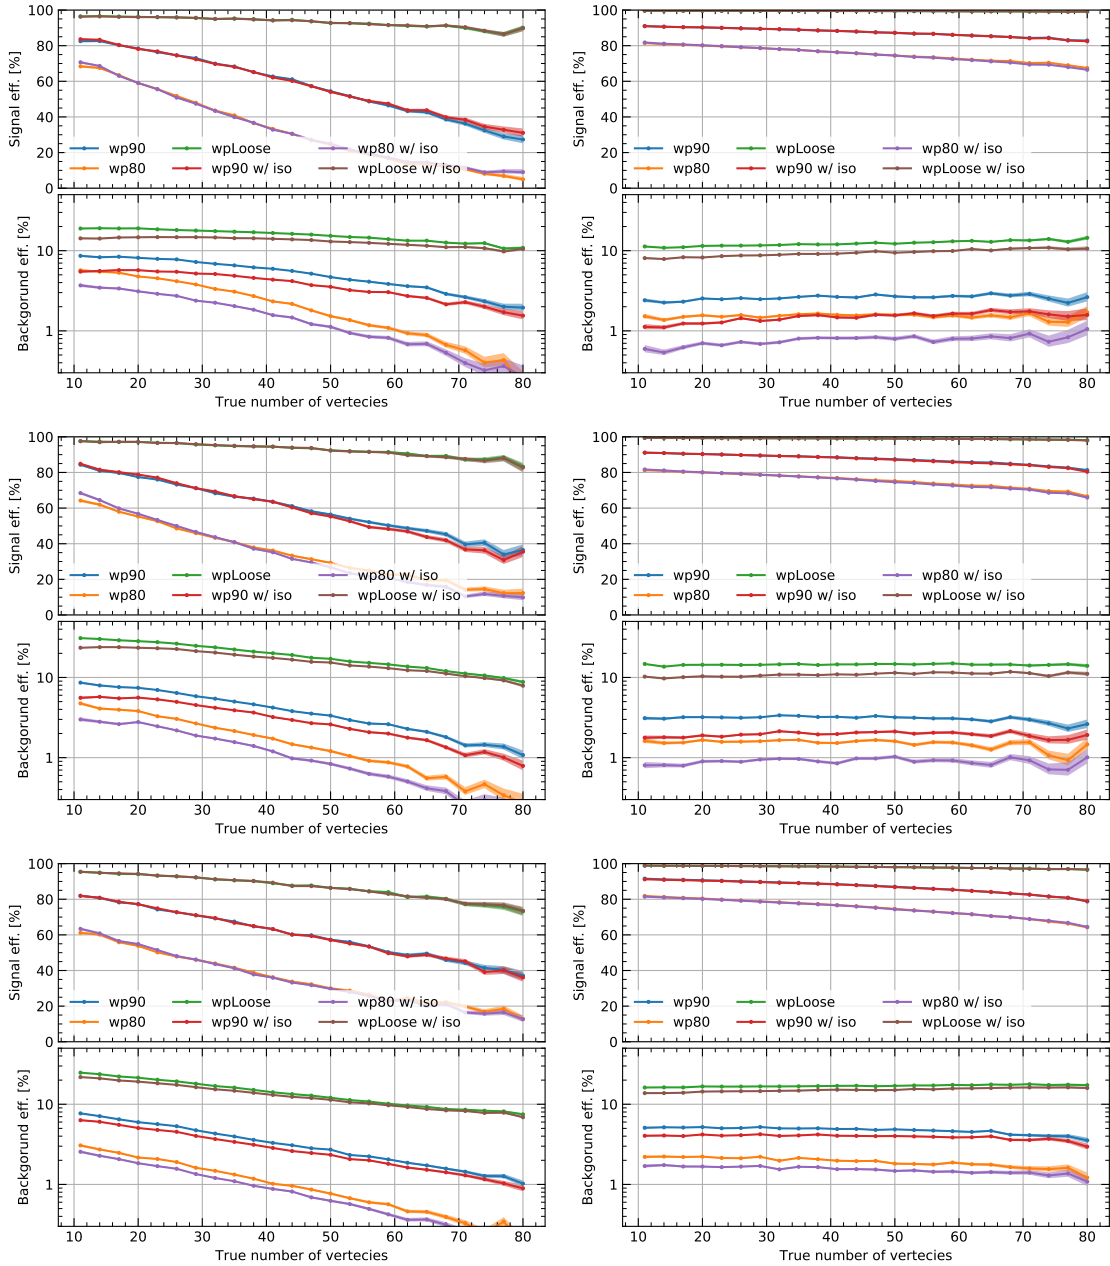 100
80
60
40
20
0
Signal eff. [%]
wp90 wpLoose wp80 w/ iso
wp80 wp90 w/ iso wpLoose w/ iso
10
1
Backgorund eff. [%]
10 20 30 40 50 60 70 80
True number of vertecies
100
80
60
40
20
0
Signal eff. [%]
wp90 wpLoose wp80 w/ iso
wp80 wp90 w/ iso wpLoose w/ iso
10
1
Backgorund eff. [%]
10 20 30 40 50 60 70 80
True number of vertecies
100
80
60
40
20
0
Signal eff. [%]
wp90 wpLoose wp80 w/ iso
wp80 wp90 w/ iso wpLoose w/ iso
10
1
Backgorund eff. [%]
10 20 30 40 50 60 70 80
True number of vertecies
100
80
60
40
20
0
Signal eff. [%]
wp90 wpLoose wp80 w/ iso
wp80 wp90 w/ iso wpLoose w/ iso
10
1
Backgorund eff. [%]
10 20 30 40 50 60 70 80
True number of vertecies
100
80
60
40
20
0
Signal eff. [%]
wp90 wpLoose wp80 w/ iso
wp80 wp90 w/ iso wpLoose w/ iso
10
1
Backgorund eff. [%]
10 20 30 40 50 60 70 80
True number of vertecies
100
80
60
40
20
0
Signal eff. [%]
wp90 wpLoose wp80 w/ iso
wp80 wp90 w/ iso wpLoose w/ iso
10
1
Backgorund eff. [%]
10 20 30 40 50 60 70 80
True number of vertecies